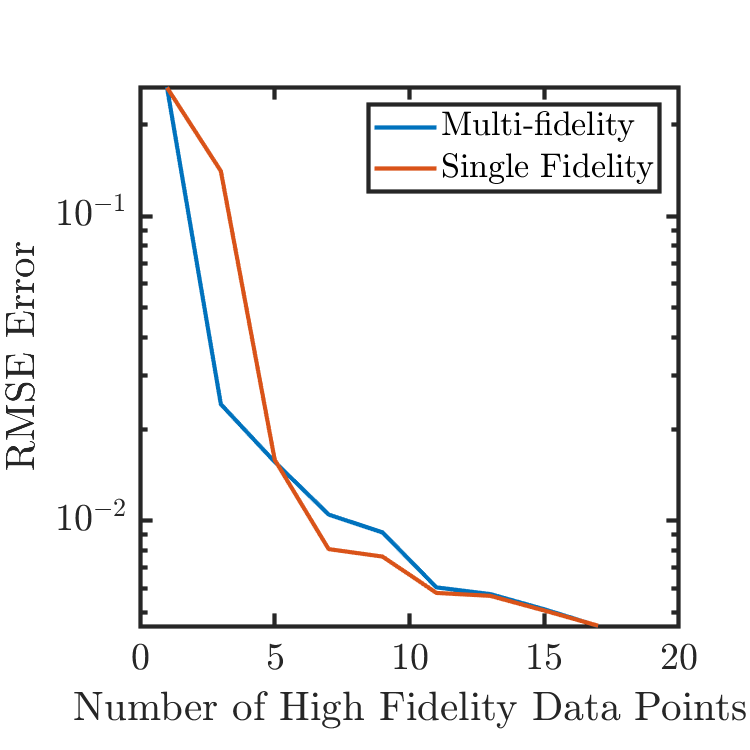 Multi-fidelity
Single Fidelity
10⁻¹
10⁻²
RMSE Error
0 5 10 15 20
Number of High Fidelity Data Points